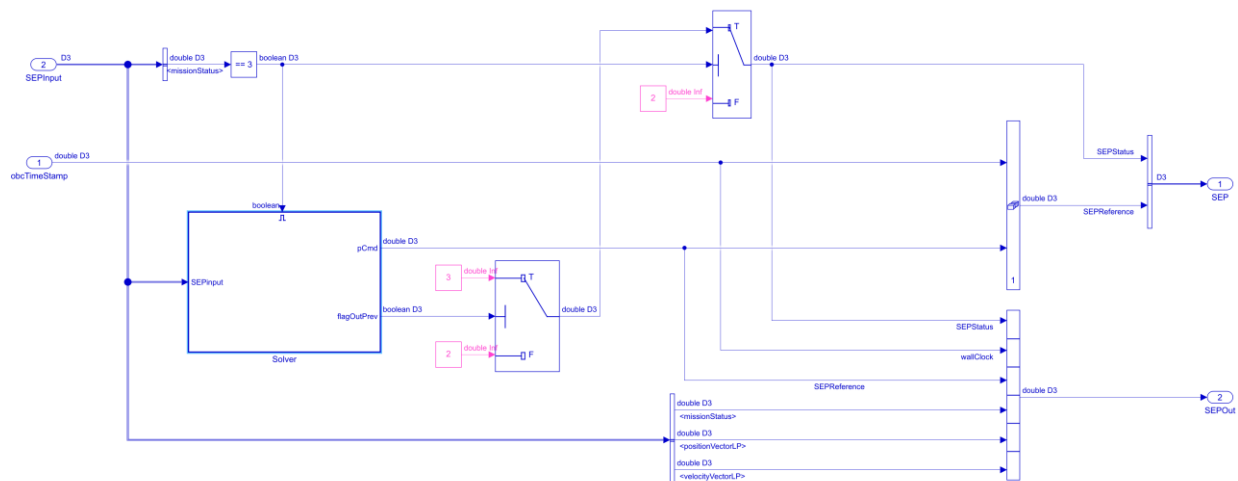 D3
2
SEPInput
double D3
<missionStatus>
== 3
boolean D3
T
double D3
double Inf
2
F
double D3
1
obcTimeStamp
SEPStatus
D3
1
SEP
double D3
SEPReference
boolean
pCmd
double D3
SEPInput
3
double Inf
T
double D3
1
flagOutPrev
boolean D3
double Inf
2
F
Solver
SEPStatus
wallClock
SEPReference
double D3
2
SEPOut
double D3
<missionStatus>
double D3
<positionVectorLP>
double D3
<velocityVectorLP>